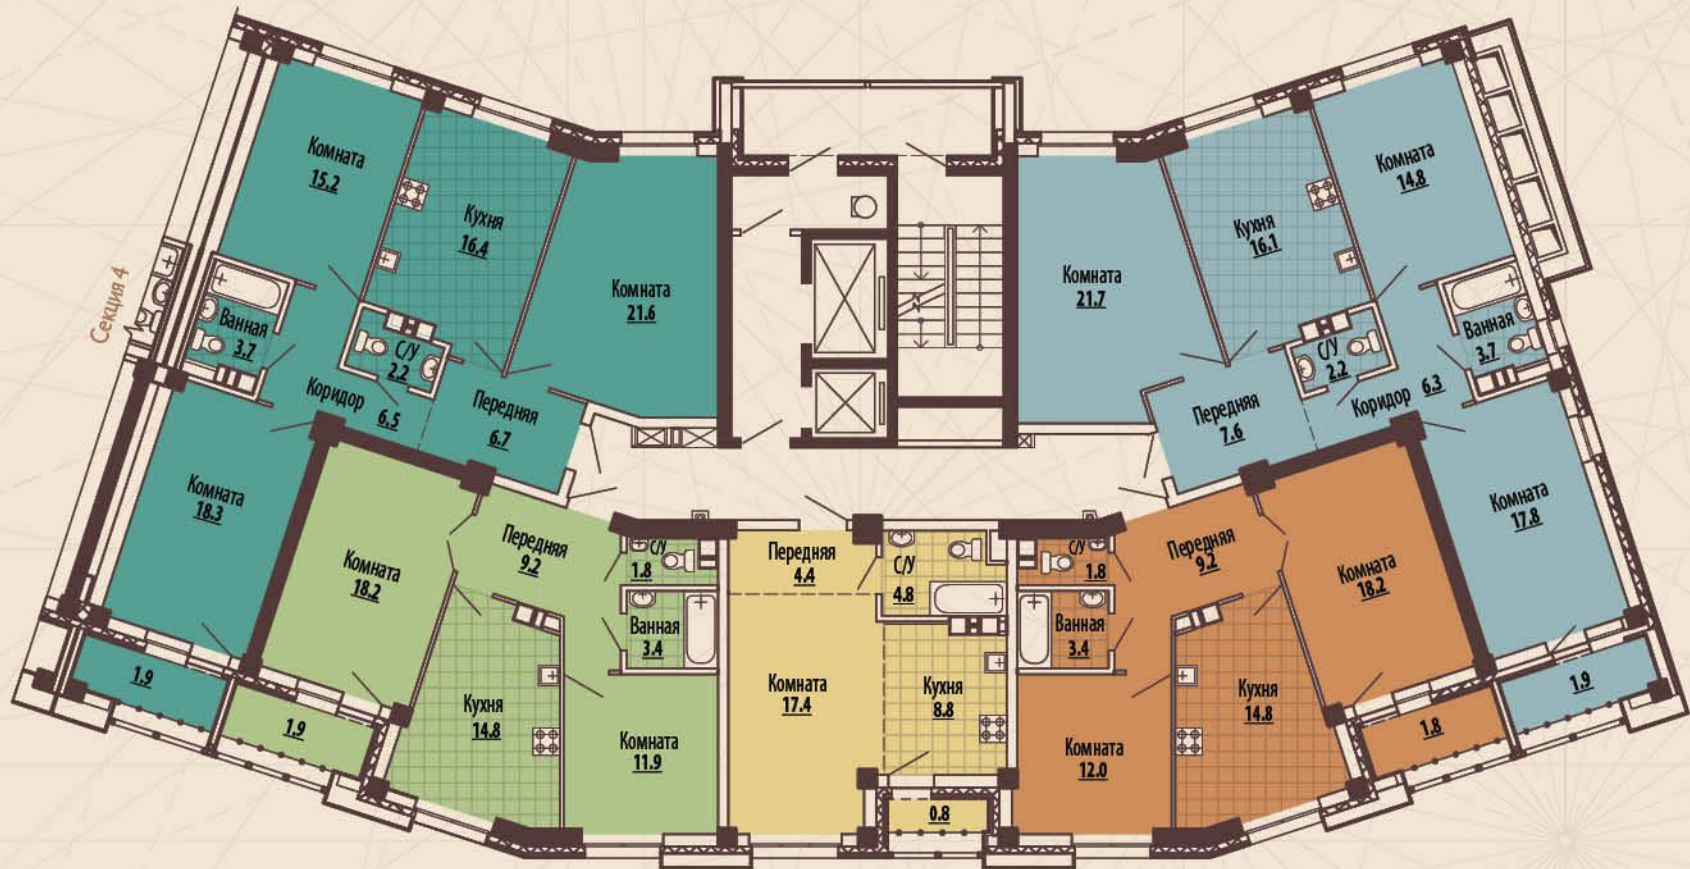 Секция 4
Комната
15.2
Кухня
16.4
Комната
21.6
Ванная
3.7
С/У
2.2
Коридор 6.5
Передняя
6.7
Комната
18.3
1.9
Комната
18.2
Передняя
9.2
С/У
1.8
Ванная
3.4
Кухня
14.8
Комната
11.9
1.9
Передняя
4.4
С/У
4.8
Комната
17.4
Кухня
8.8
0.8
С/У
1.8
Передняя
9.2
Ванная
3.4
Комната
18.2
Комната
12.0
Кухня
14.8
1.8
Комната
21.7
Кухня
16.1
Комната
14.8
Ванная
3.7
С/У
2.2
Передняя
7.6
Коридор 6.3
Комната
17.8
1.9